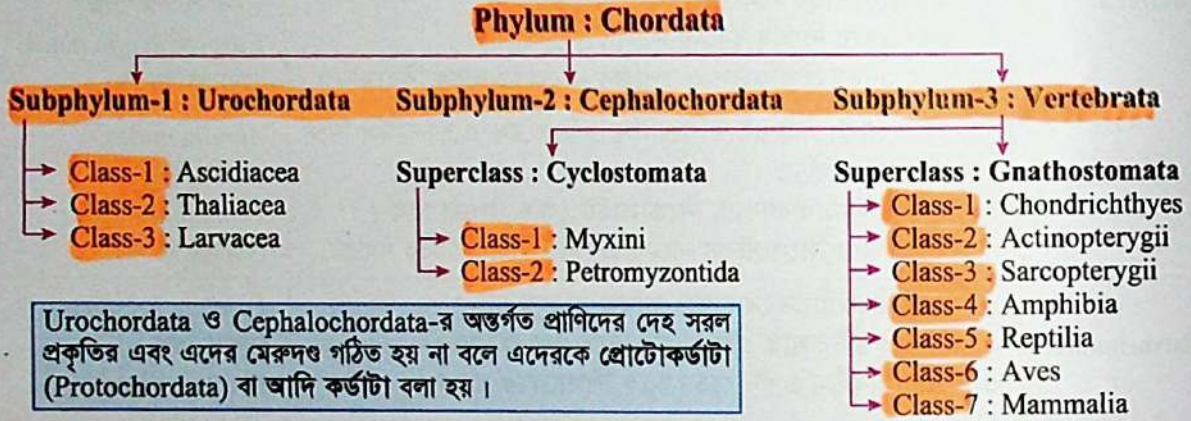 Phylum : Chordata
Subphylum-1 : Urochordata Subphylum-2 : Cephalochordata Subphylum-3 : Vertebrata
Class-1 : Ascidiacea
Class-2 : Thaliacea
Class-3 : Larvacea
Superclass : Cyclostomata
Class-1 : Myxini
Class-2 : Petromyzontida
Superclass : Gnathostomata
Class-1 : Chondrichthyes
Class-2 : Actinopterygii
Class-3 : Sarcopterygii
Class-4 : Amphibia
Class-5 : Reptilia
Class-6 : Aves
Class-7 : Mammalia
Urochordata ও Cephalochordata-র অন্তর্গত প্রাণিদের দেহ সরল
প্রকৃতির এবং এদের মেরুদণ্ড গঠিত হয় না বলে এদেরকে প্রোটোকর্ডাটা
(Protochordata) বা আদি কর্ডাটা বলা হয় ।